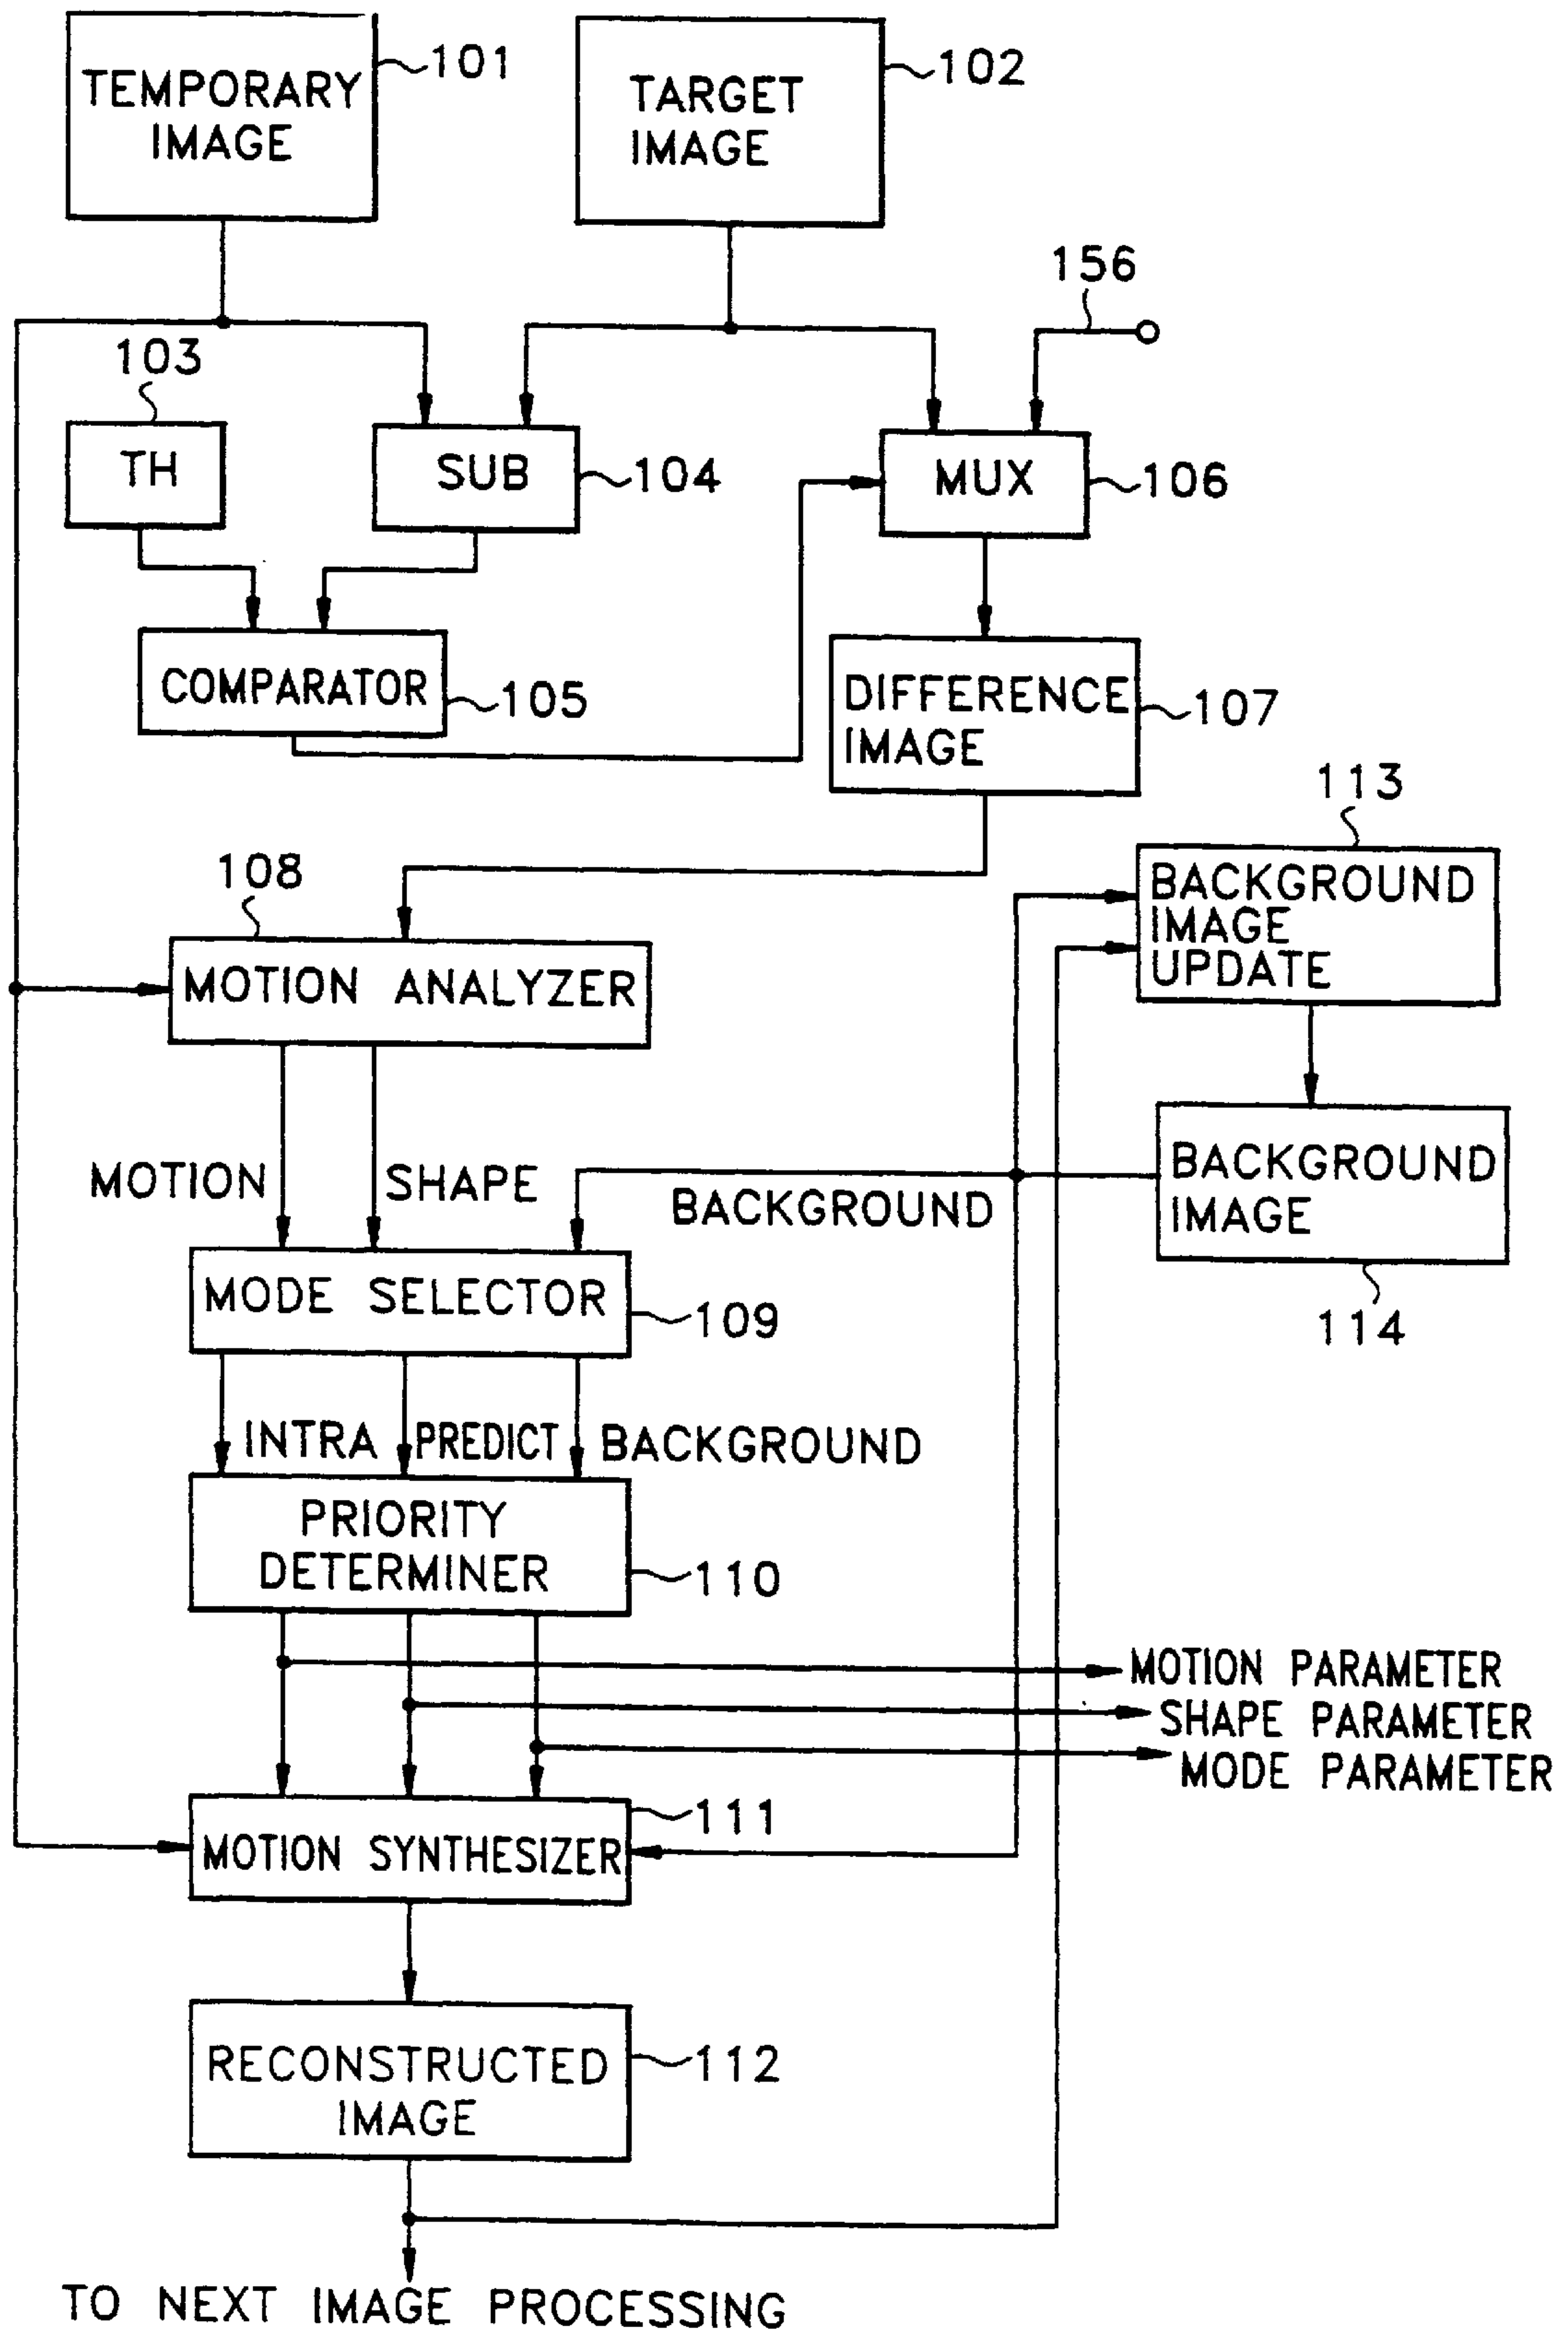 TEMPORARY
IMAGE
101
TARGET
IMAGE
102
156
103
TH
SUB
104
MUX
106
COMPARATOR
105
DIFFERENCE
IMAGE
107
113
108
BACKGROUND
IMAGE
UPDATE
MOTION ANALYZER
MOTION
SHAPE
BACKGROUND
BACKGROUND
IMAGE
114
MODE SELECTOR
109
INTRA
PREDICT
BACKGROUND
PRIORITY
DETERMINER
110
MOTION PARAMETER
SHAPE PARAMETER
MODE PARAMETER
111
MOTION SYNTHESIZER
RECONSTRUCTED
IMAGE
112
TO NEXT IMAGE PROCESSING